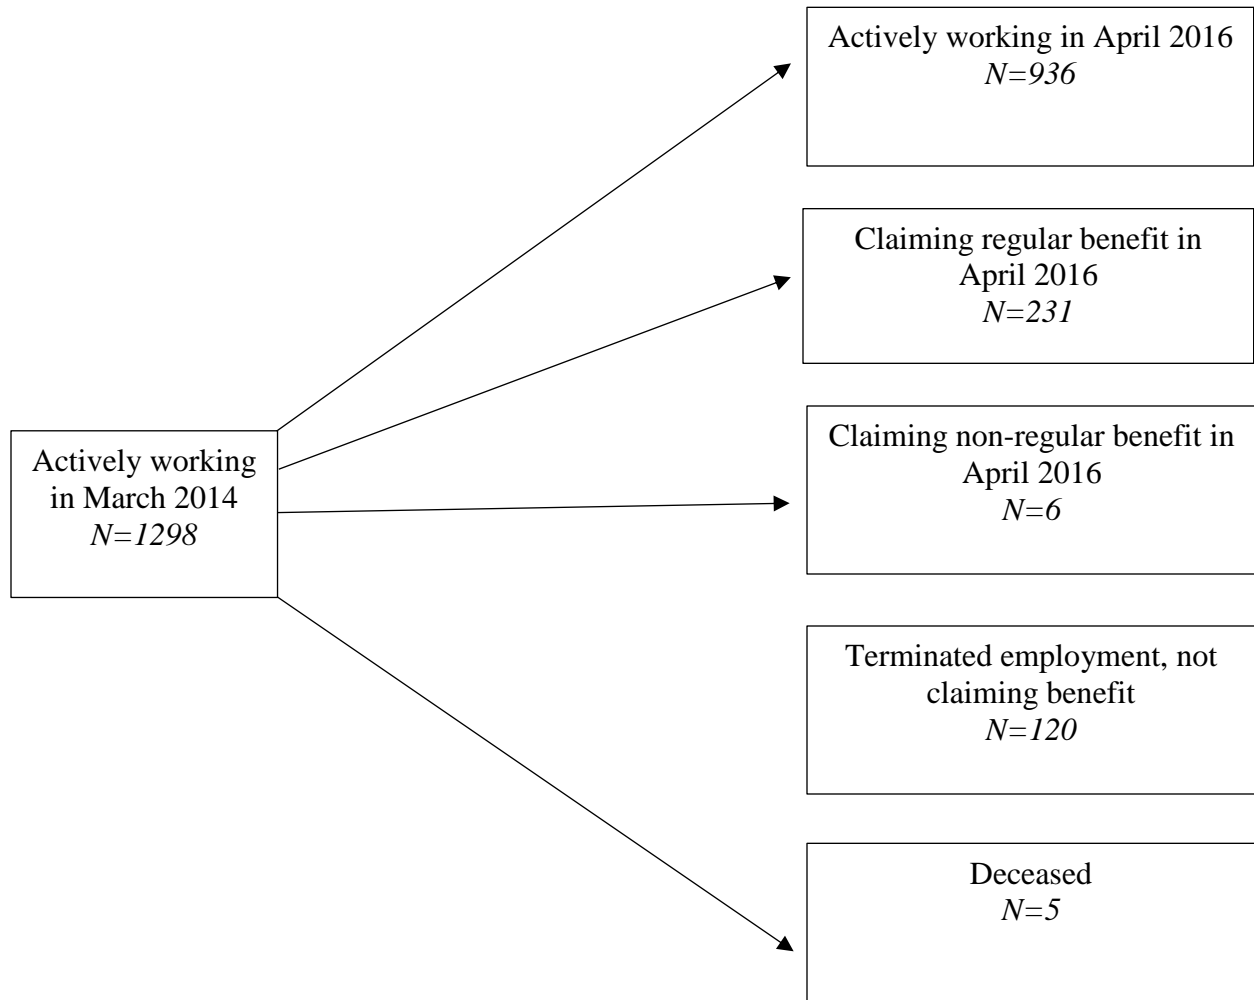 Actively working in April 2016
N=936
Claiming regular benefit in
April 2016
N=231
Claiming non-regular benefit in
April 2016
N=6
Actively working
in March 2014
N=1298
Terminated employment, not
claiming benefit
N=120
Deceased
N=5